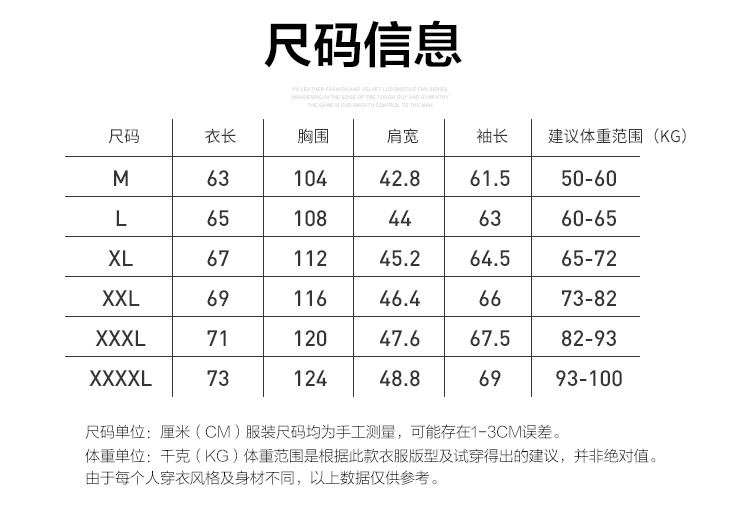 尺码信息
PU LEATHER FASHION AND VELVET LOCOMOTIVE FAN SERIES
WANDERING IN THE EDGE OF THE TOUGH GUY AND SYMPATHY
THE SAME IS OUR BREATH CONTROL TO THE MAN
尺码 衣长 胸围 肩宽 袖长 建议体重范围（KG）
M 63 104 42.8 61.5 50-60
L 65 108 44 63 60-65
XL 67 112 45.2 64.5 65-72
XXL 69 116 46.4 66 73-82
XXXL 71 120 47.6 67.5 82-93
XXXXL 73 124 48.8 69 93-100
尺码单位：厘米（CM）服装尺码均为手工测量，可能存在1-3CM误差。
体重单位：千克（KG）体重范围是根据此款衣服版型及试穿得出的建议，并非绝对值。
由于每个人穿衣风格及身材不同，以上数据仅供参考。